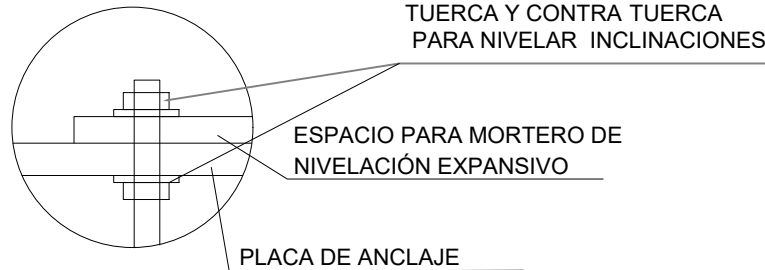 TUERCA Y CONTRA TUERCA
PARA NIVELAR INCLINACIONES
ESPACIO PARA MORTERO DE
NIVELACIÓN EXPANSIVO
PLACA DE ANCLAJE